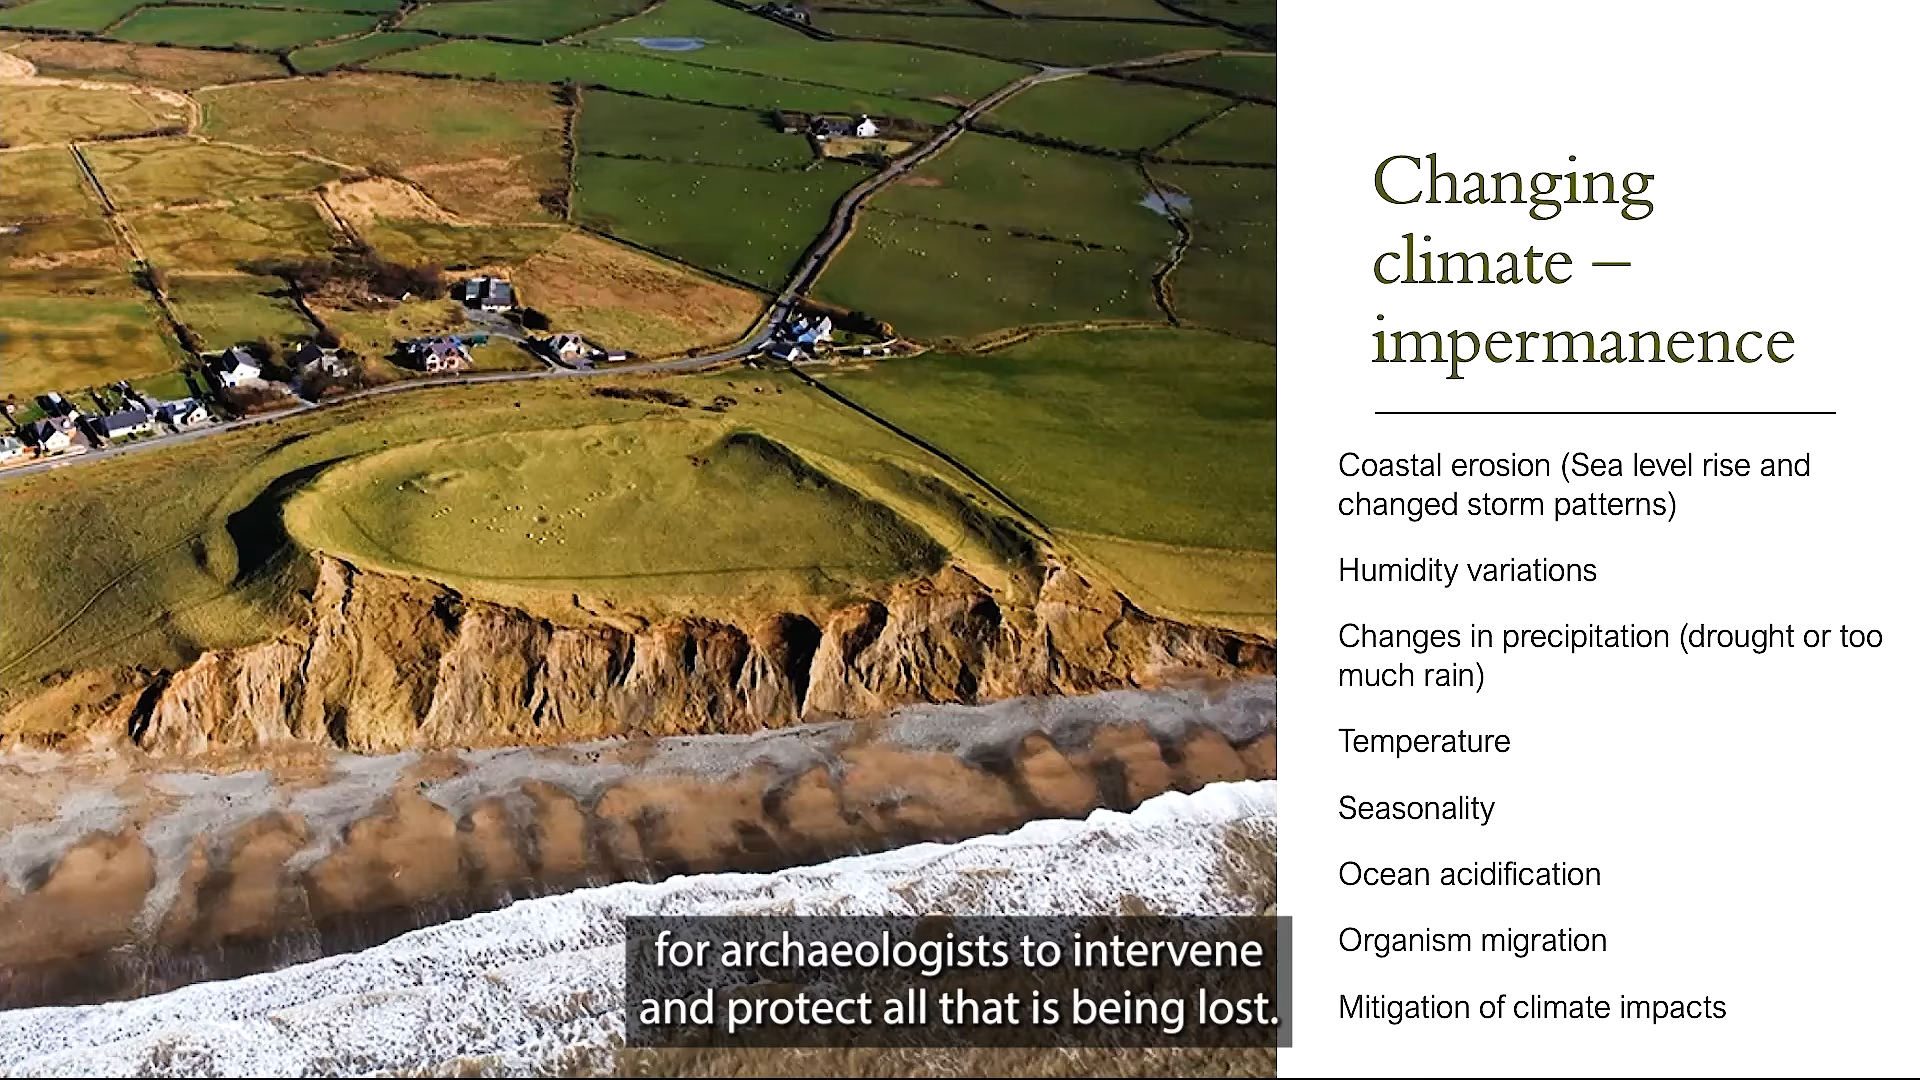 Changing
climate –
impermanence
Coastal erosion (Sea level rise and
changed storm patterns)
Humidity variations
Changes in precipitation (drought or too
much rain)
Temperature
Seasonality
Ocean acidification
Organism migration
Mitigation of climate impacts
for archaeologists to intervene
and protect all that is being lost.